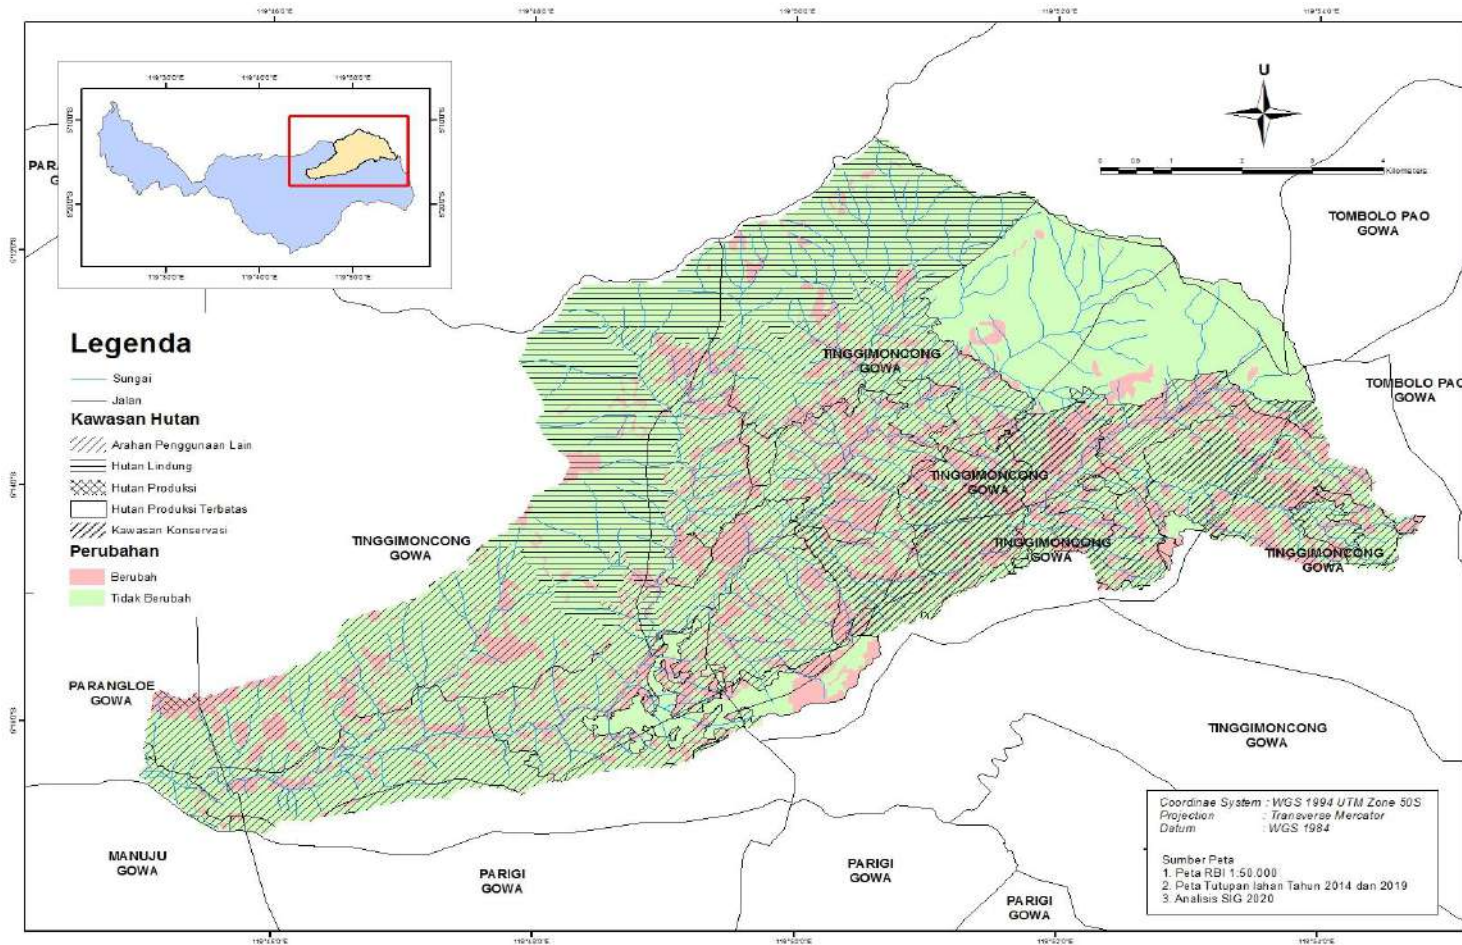 U
Kilometers
TOMBOLO PAO
GOWA
TINGGIMONCONG
GOWA
TOMBOLO PAO
GOWA
Legenda
Sungai
Jalan
Kawasan Hutan
Arahan Penggunaan Lain
Hutan Lindung
Hutan Produksi
Hutan Produksi Terbatas
Kawasan Konservasi
Perubahan
Berubah
Tidak Berubah
TINGGIMONCONG
GOWA
TINGGIMONCONG
GOWA
TINGGIMONCONG
GOWA
TINGGIMONCONG
GOWA
PARANGLOE
GOWA
TINGGIMONCONG
GOWA
MANUJU
GOWA
PARIGI
GOWA
PARIGI
GOWA
PARIGI
GOWA
Coordinae System : WGS 1994 UTM Zone 50S
Projection : Transverse Mercator
Datum : WGS 1984
Sumber Peta
1. Peta RBI 1:50.000
2. Peta Tutupan lahan Tahun 2014 dan 2019
3. Analisis SIG 2020